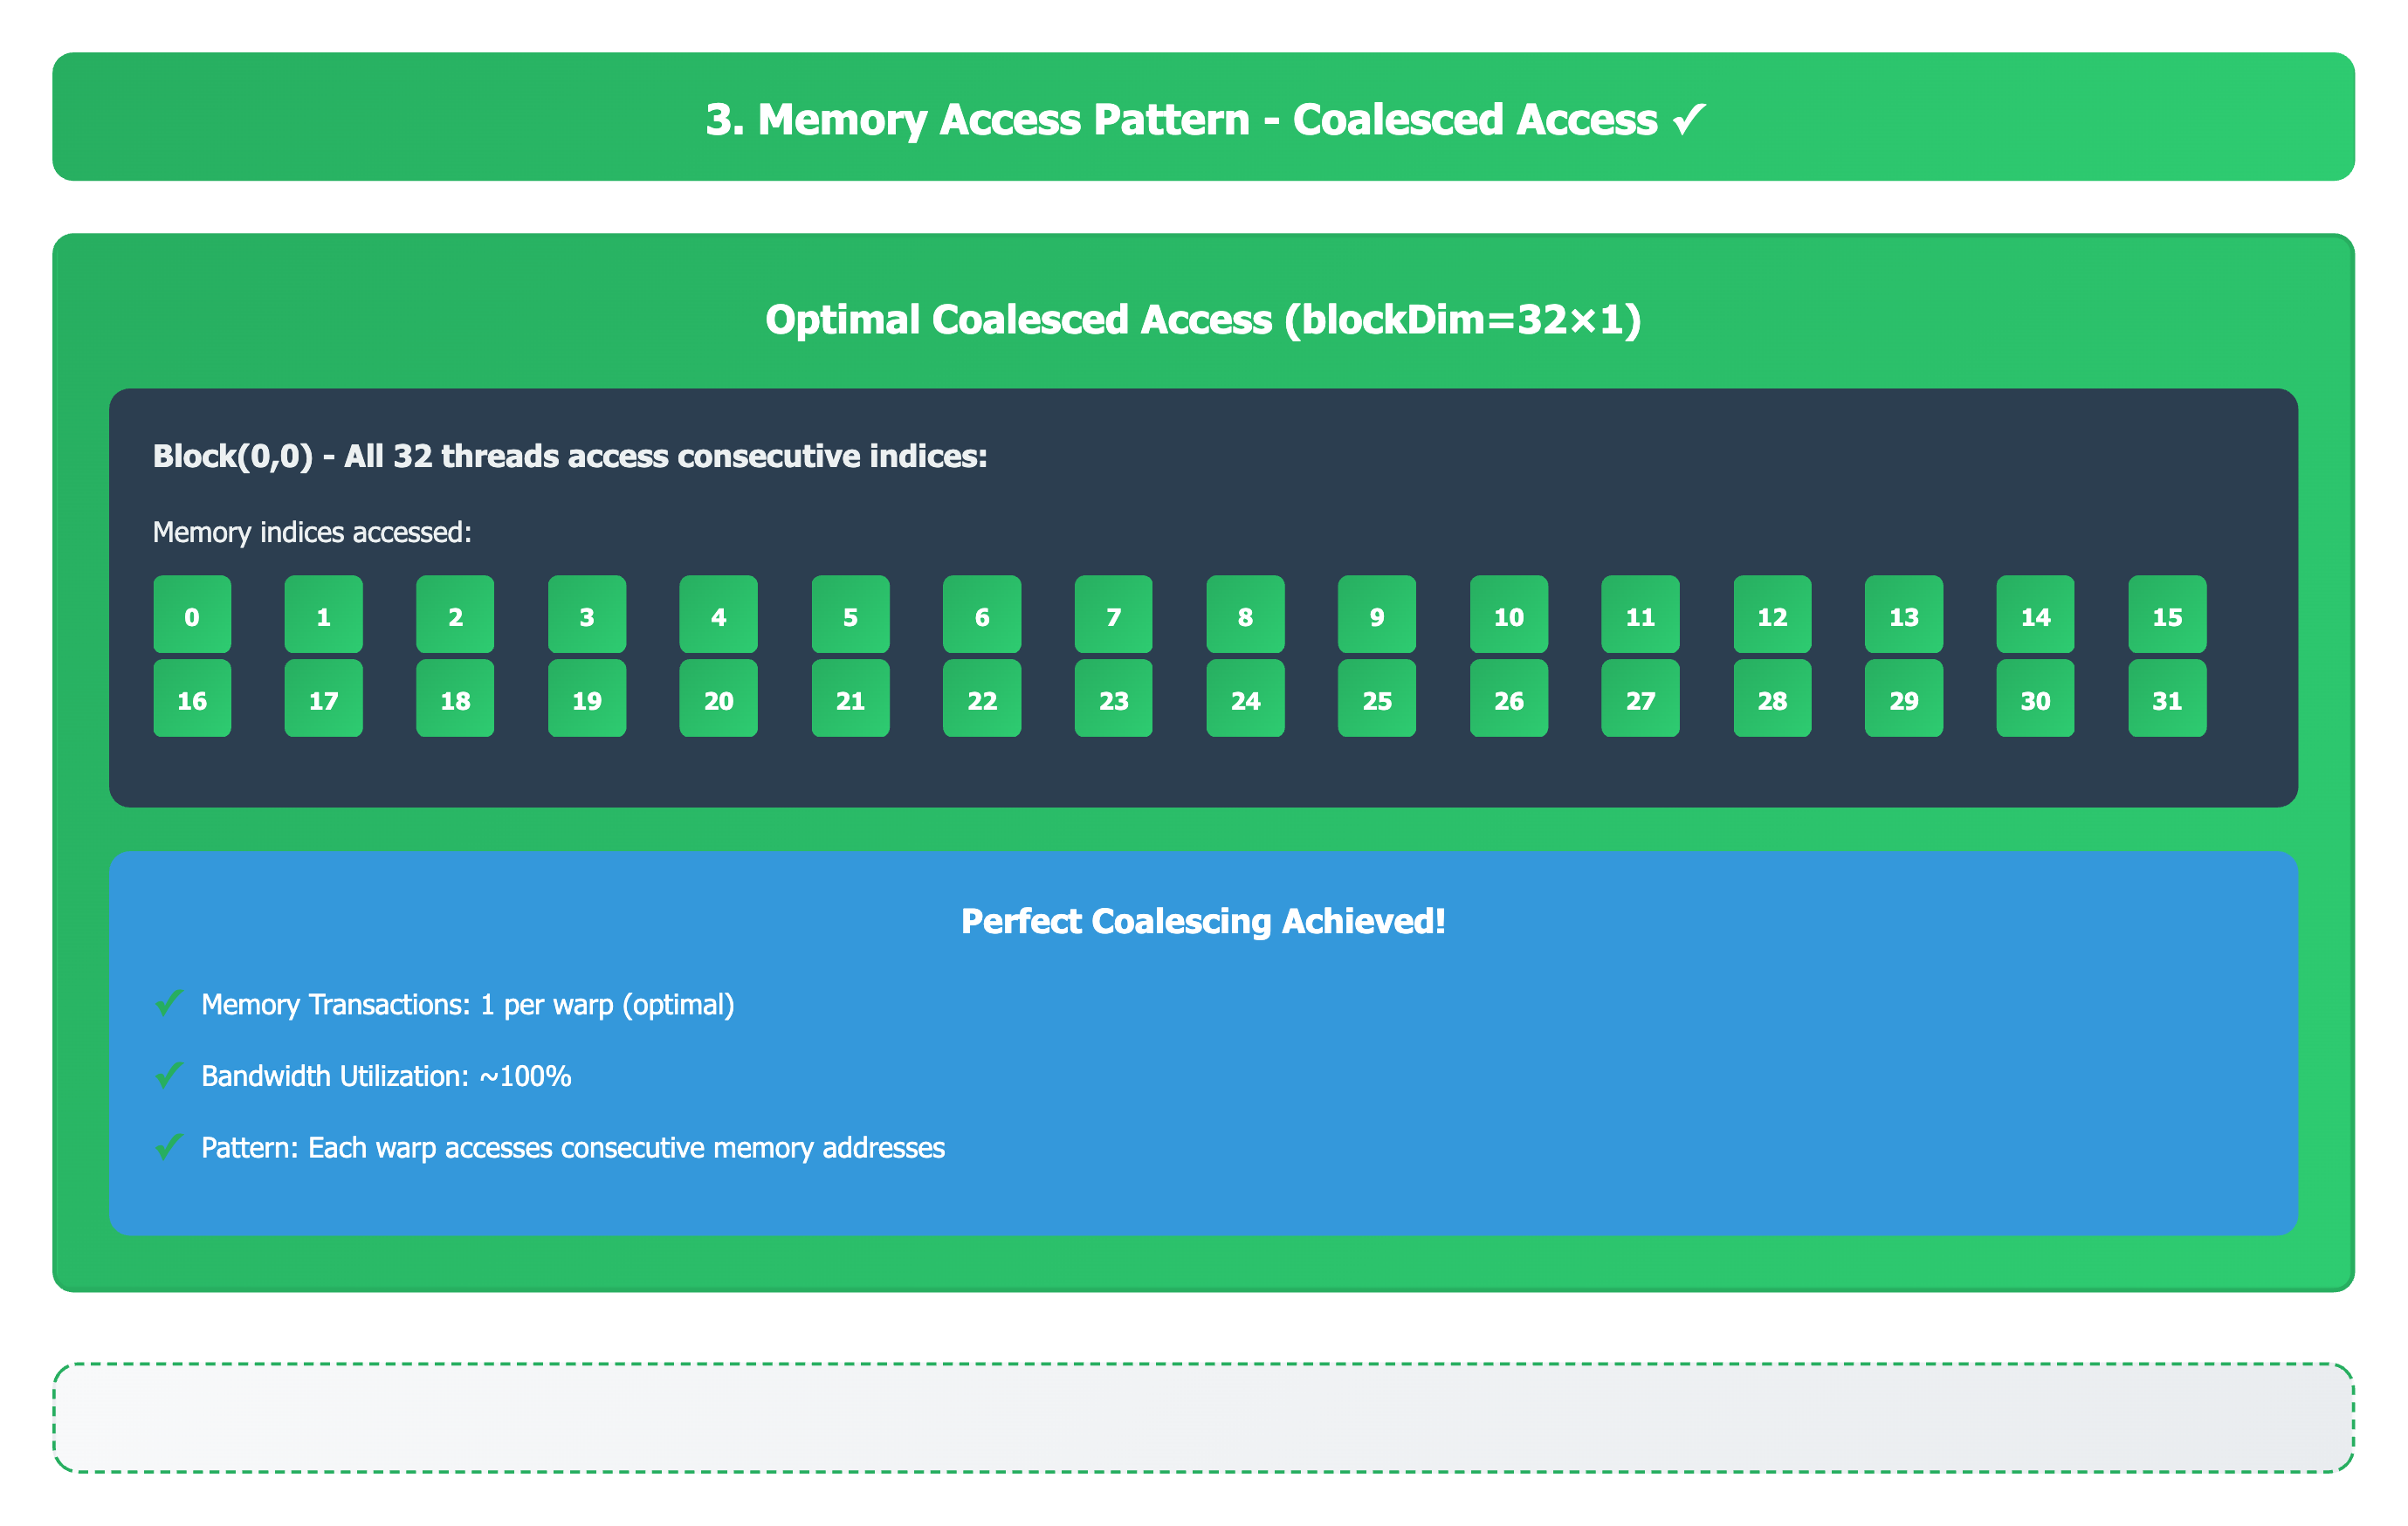 3. Memory Access Pattern - Coalesced Access ✓
Optimal Coalesced Access (blockDim=32×1)
Block(0,0) - All 32 threads access consecutive indices:
Memory indices accessed:
0 1 2 3 4 5 6 7 8 9 10 11 12 13 14 15
16 17 18 19 20 21 22 23 24 25 26 27 28 29 30 31
Perfect Coalescing Achieved!
✓ Memory Transactions: 1 per warp (optimal)
✓ Bandwidth Utilization: ~100%
✓ Pattern: Each warp accesses consecutive memory addresses